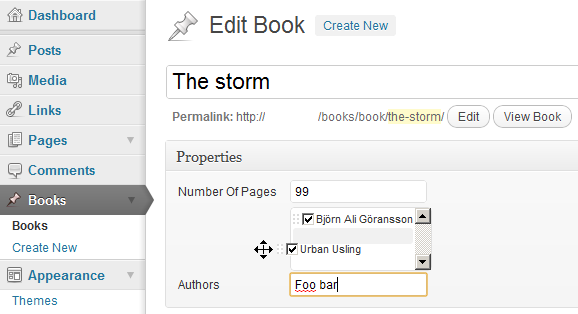 Dashboard
Posts
Media
Links
Pages
Comments
Books
Books
Create New
Appearance
Themes
Edit Book Create New
The storm
Permalink: http:// /books/book/the-storm/ Edit View Book
Properties
Number Of Pages 99
Björn Ali Göransson
Urban Usling
Authors Foo bar